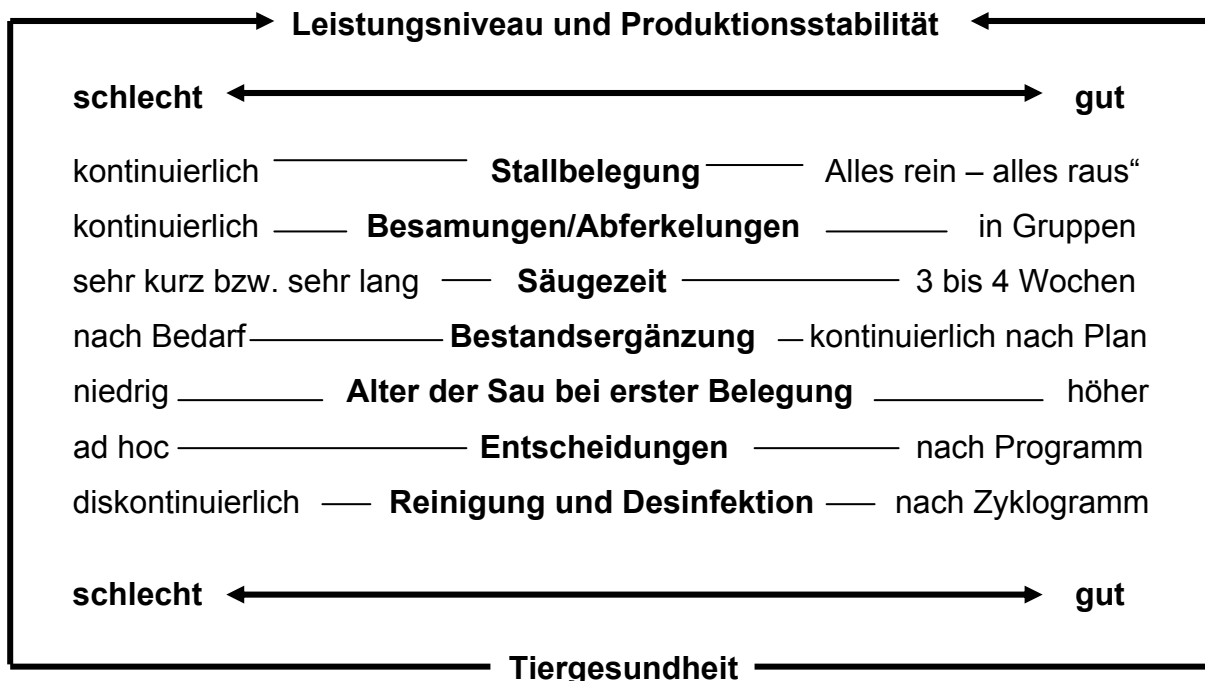 Leistungsniveau und Produktionsstabilität
schlecht gut
kontinuierlich Stallbelegung Alles rein – alles raus“
kontinuierlich Besamungen/Abferkelungen in Gruppen
sehr kurz bzw. sehr lang Säugezeit 3 bis 4 Wochen
nach Bedarf Bestandsergänzung kontinuierlich nach Plan
niedrig Alter der Sau bei erster Belegung höher
ad hoc Entscheidungen nach Programm
diskontinuierlich Reinigung und Desinfektion nach Zyklogramm
schlecht gut
Tiergesundheit